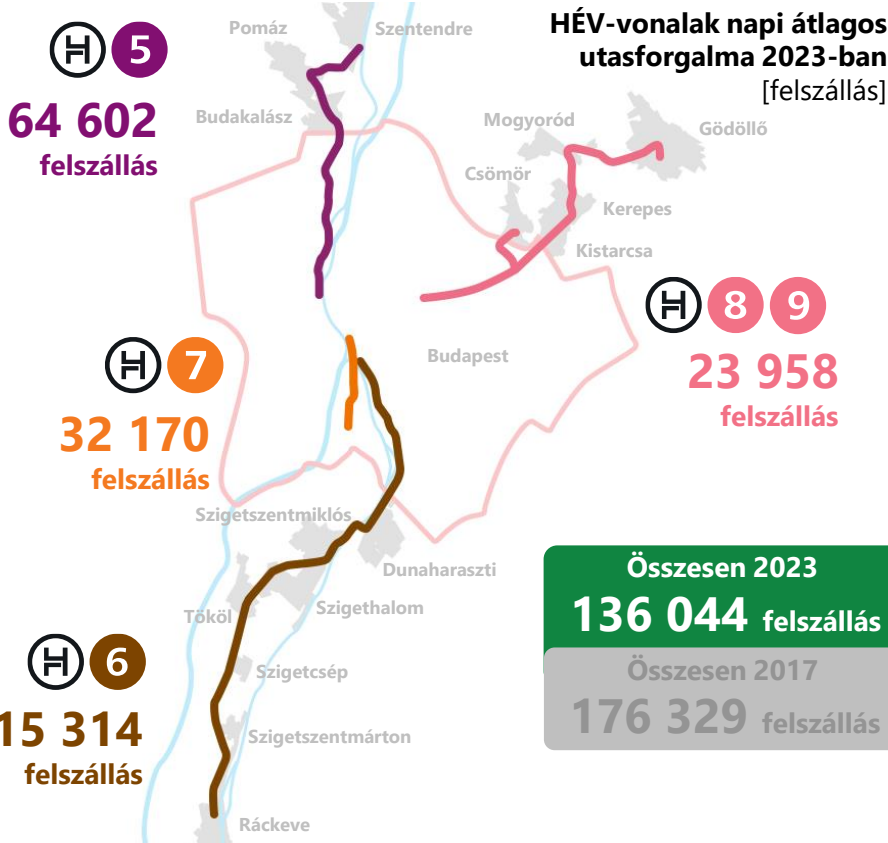 HÉV-vonalak napi átlagos
utasforgalma 2023-ban
[felszállás]
H 5
64 602
felszállás
Pomáz
Szentendre
Budakalász
Mogyoród
Gödöllő
Csömör
Kerepes
Kistarcsa
H 8 9
23 958
felszállás
Budapest
H 7
32 170
felszállás
Szigetszentmiklós
Dunaharaszti
Tököl
Szigethalom
Szigetcsép
Szigetszentmárton
Ráckeve
H 6
15 314
felszállás
Összesen 2023
136 044 felszállás
Összesen 2017
176 329 felszállás